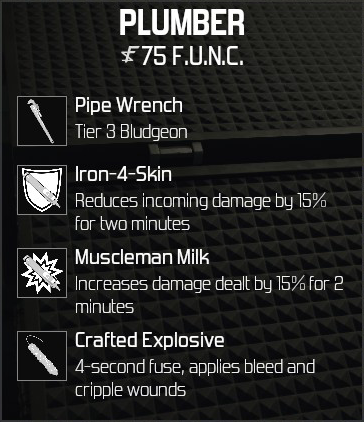 PLUMBER
₣75 F.U.N.C.
Pipe Wrench
Tier 3 Bludgeon
Iron-4-Skin
Reduces incoming damage by 15%
for two minutes
Muscleman Milk
Increases damage dealt by 15% for 2
minutes
Crafted Explosive
4-second fuse, applies bleed and
cripple wounds